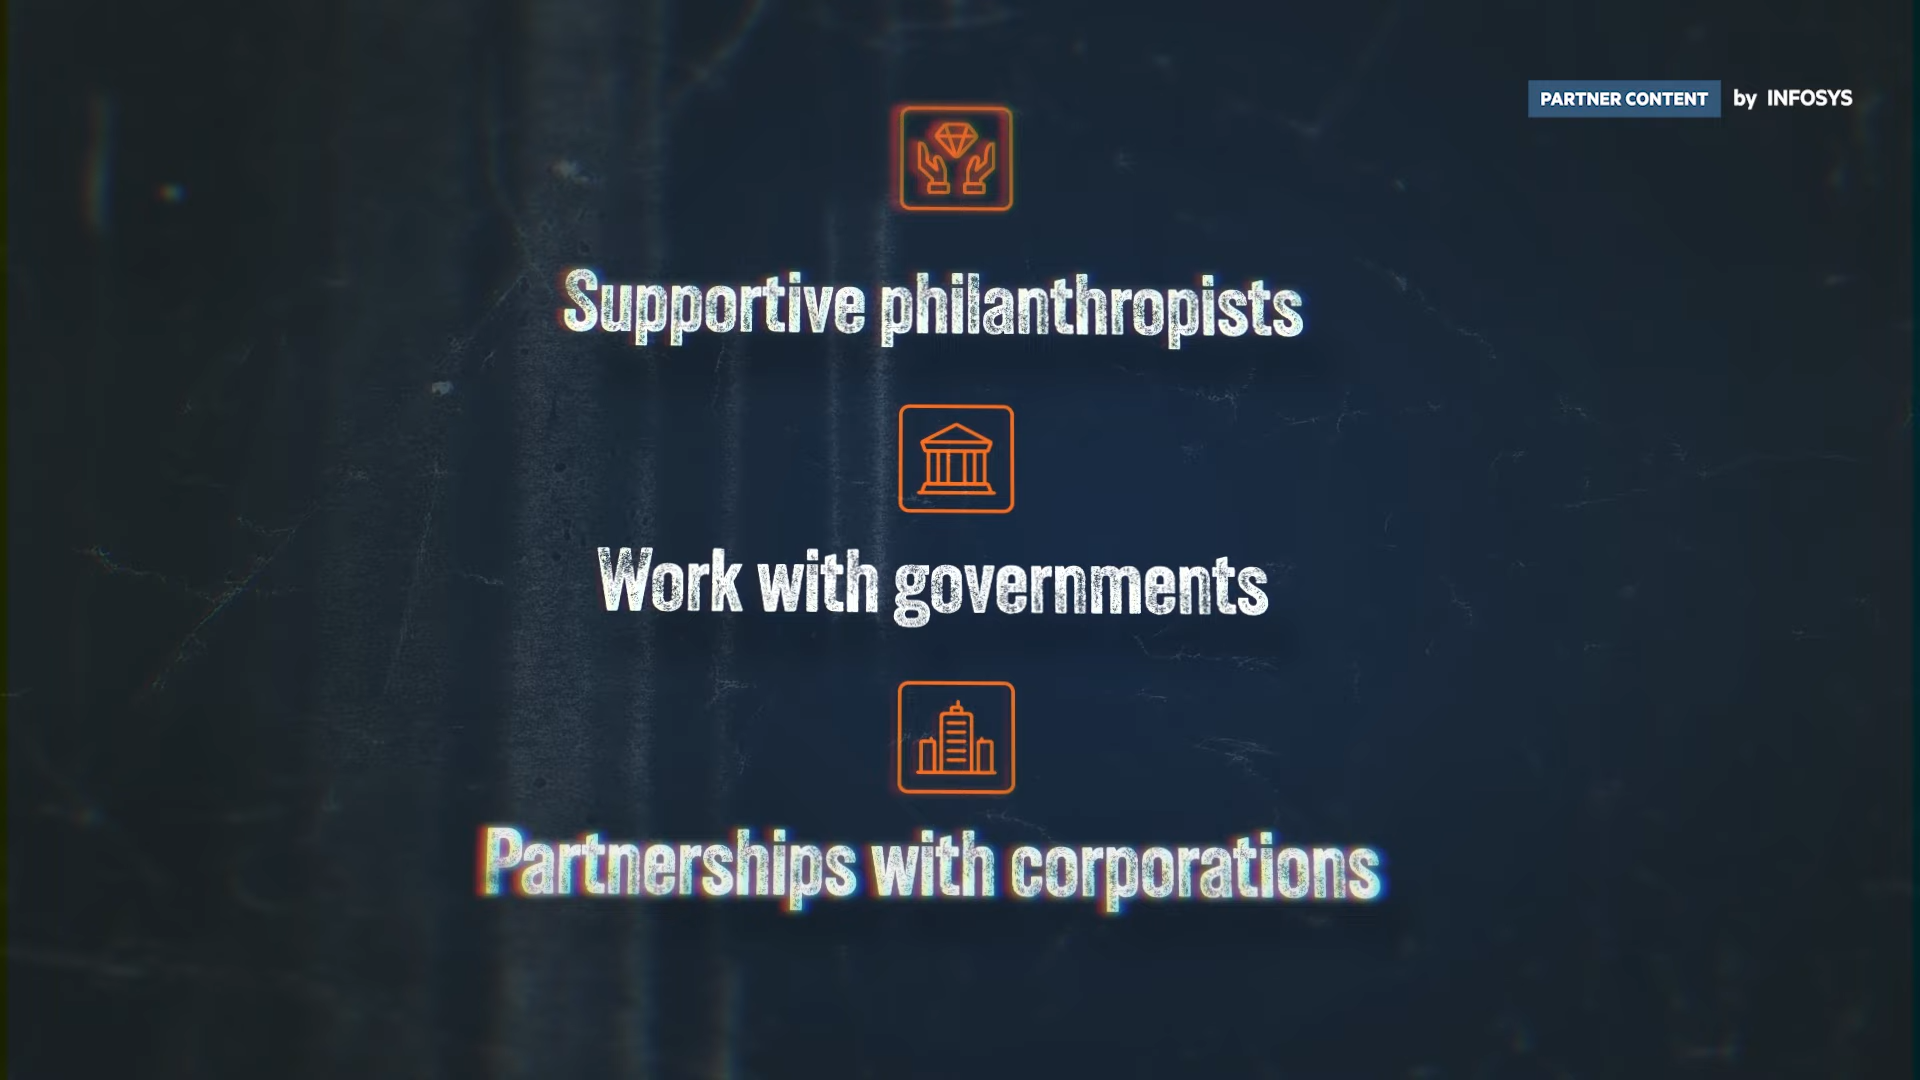 PARTNER CONTENT by INFOSYS
Supportive philanthropists
Work with governments
Partnerships with corporations